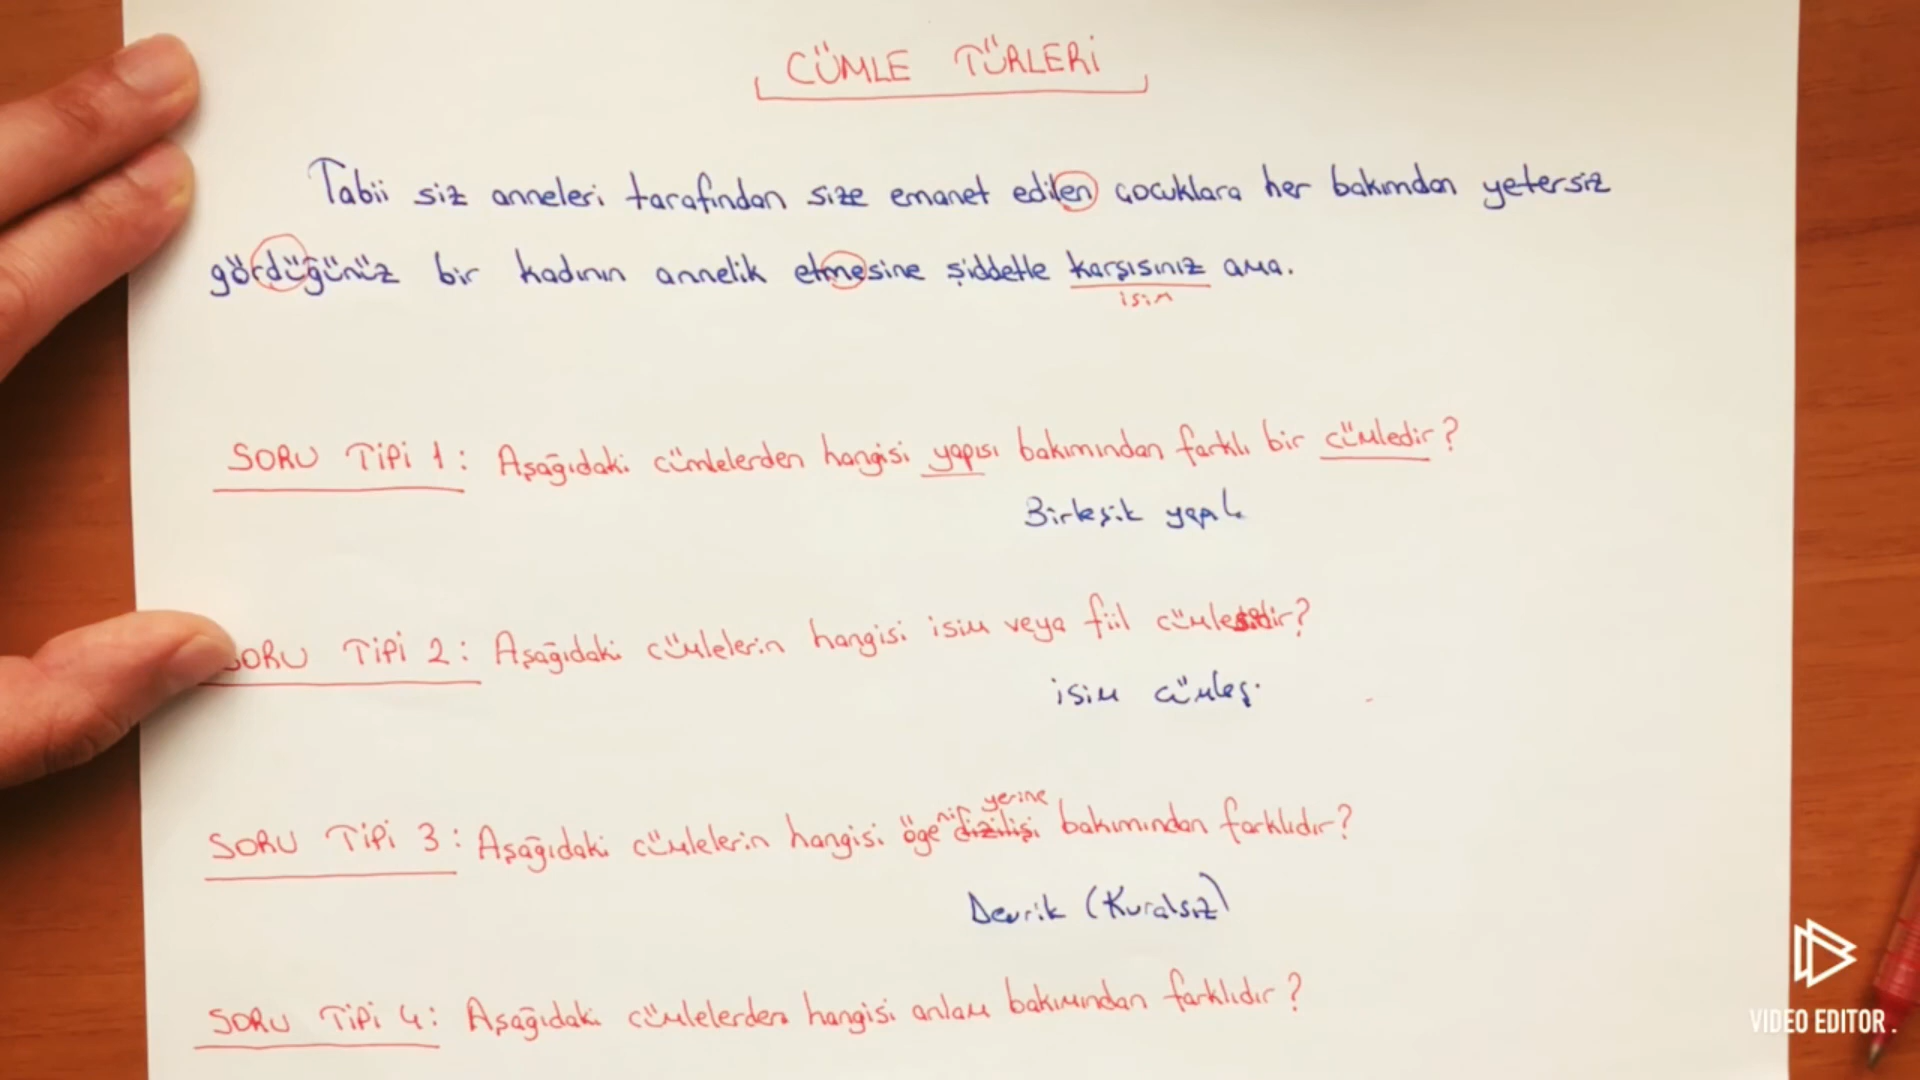 CÜMLE TÜRLERİ
Tabii siz anneleri tarafından size emanet edilen çocuklara her bakımdan yetersiz
gördüğünüz bir kadının annelik etmesine şiddetle karşısınız ama.
isim
SORU TİPİ 1: Aşağıdaki cümlelerden hangisi yapısı bakımından farklı bir cümledir?
Birleşik yapılı
SORU TİPİ 2: Aşağıdaki cümlelerin hangisi isim veya fiil cümlesidir?
isim cümlesi
yerine
SORU TİPİ 3: Aşağıdaki cümlelerin hangisi ögenin dizilişi bakımından farklıdır?
Devrik (Kuralsız)
SORU TİPİ 4: Aşağıdaki cümlelerden hangisi anlam bakımından farklıdır?
VIDEO EDITOR.